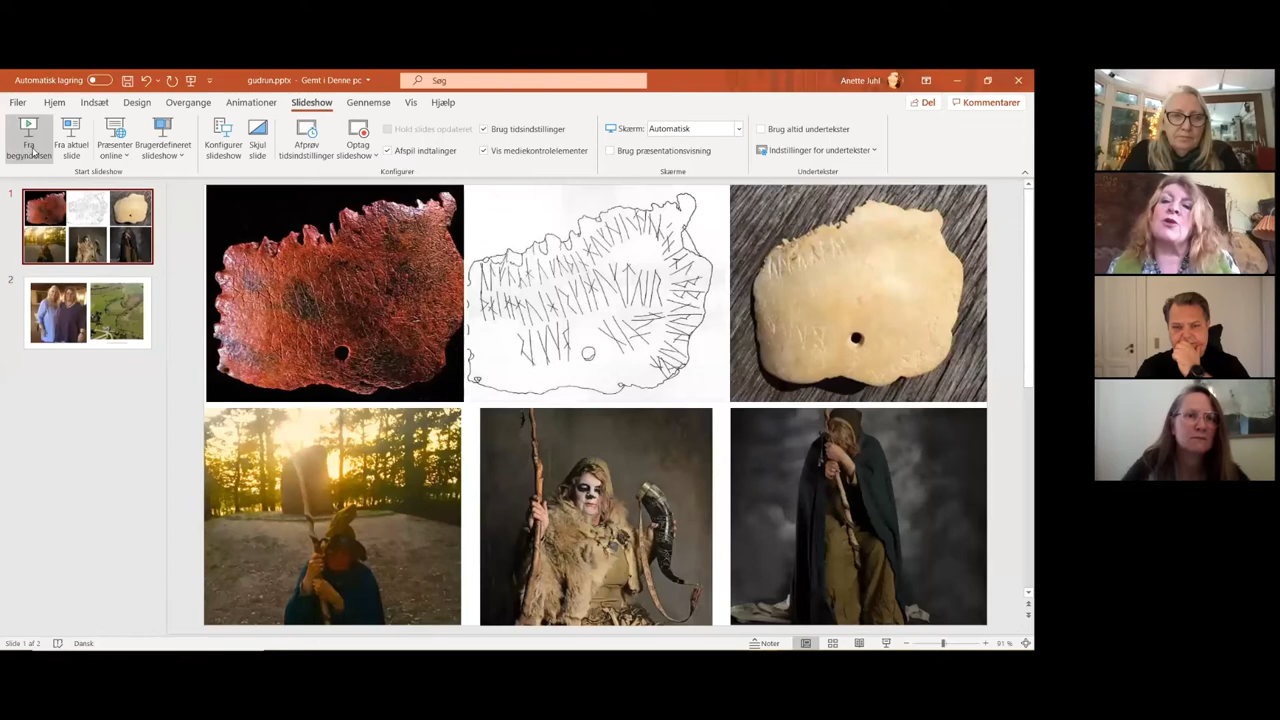 Automatisk lagring
gudrun.pptx - Gemt i Denne pc
Søg
Anette Juhl
Filer Hjem Indsæt Design Overgange Animationer Slideshow Gennemse Vis Hjælp
Del Kommentarer
Fra begyndelsen
Fra aktuel slide
Præsenter online
Brugerdefineret slideshow
Start slideshow
Konfigurer slideshow
Skjul slide
Afprøv tidsindstillinger
Optag slideshow
Hold slides opdateret
Afspil indtalinger
Brug tidsindstillinger
Vis mediekontrolelementer
Konfigurer
Skærm: Automatisk
Brug præsentationsvisning
Skærme
Brug altid undertekster
Indstillinger for undertekster
Undertekster
1
2
Slide 1 af 2
Dansk
Noter
91 %